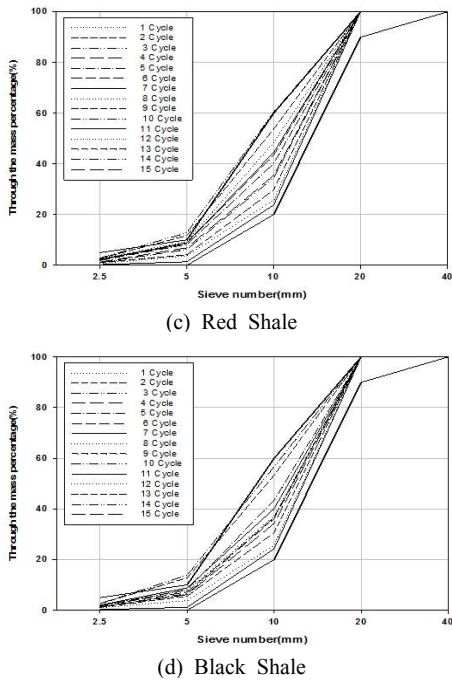 100
80
60
40
20
0
Through the mass percentage(%)
1 Cycle
2 Cycle
3 Cycle
4 Cycle
5 Cycle
6 Cycle
7 Cycle
8 Cycle
9 Cycle
10 Cycle
11 Cycle
12 Cycle
13 Cycle
14 Cycle
15 Cycle
2.5 5 10 20 40
Sieve number(mm)
(c) Red Shale
100
80
60
40
20
0
Through the mass percentage(%)
1 Cycle
2 Cycle
3 Cycle
4 Cycle
5 Cycle
6 Cycle
7 Cycle
8 Cycle
9 Cycle
10 Cycle
11 Cycle
12 Cycle
13 Cycle
14 Cycle
15 Cycle
2.5 5 10 20 40
Sieve number(mm)
(d) Black Shale